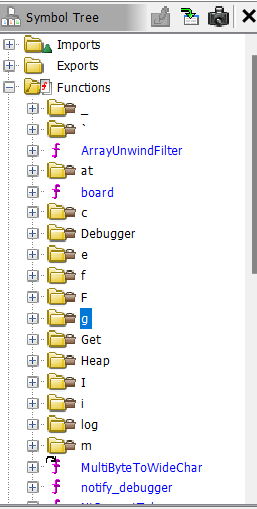 Symbol Tree
Imports
Exports
Functions
_
`
ArrayUnwindFilter
at
board
c
Debugger
e
f
F
g
Get
Heap
I
i
log
m
MultiByteToWideChar
notify_debugger